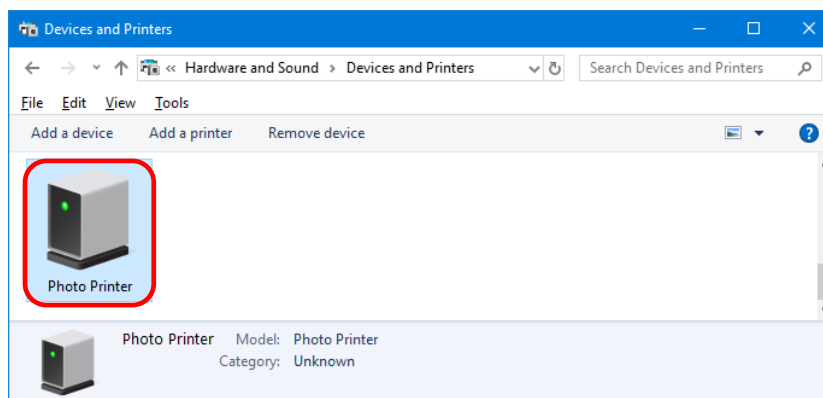 Devices and Printers
« Hardware and Sound > Devices and Printers Search Devices and Printers
File Edit View Tools
Add a device Add a printer Remove device ?
Photo Printer
Photo Printer Model: Photo Printer
Category: Unknown